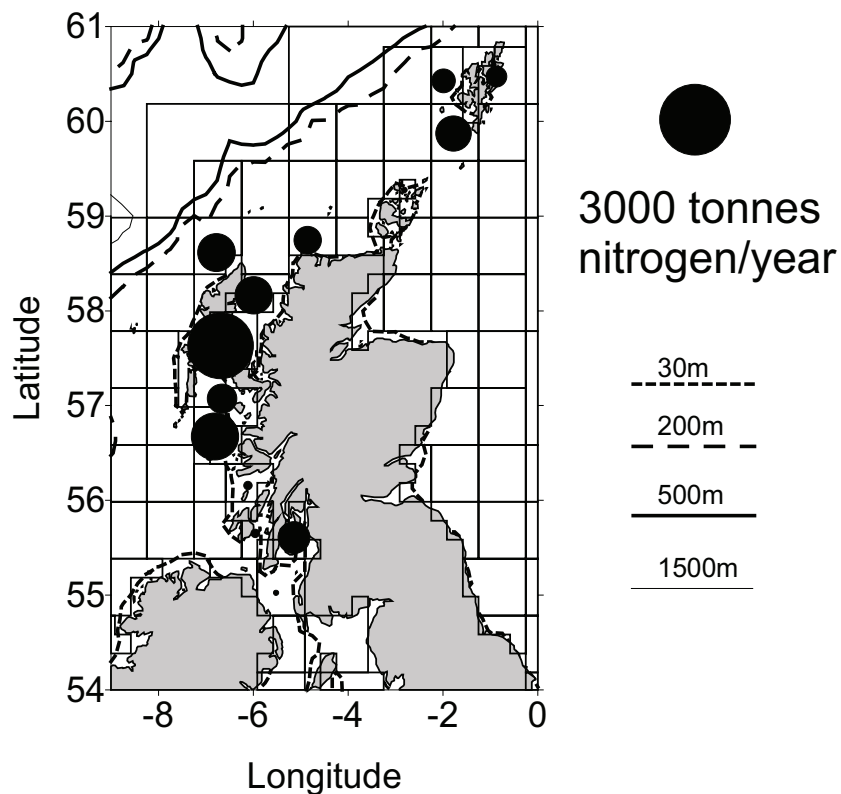 61
60
59
58
57
56
55
54
Latitude
-8 -6 -4 -2 0
Longitude
3000 tonnes
nitrogen/year
30m
200m
500m
1500m